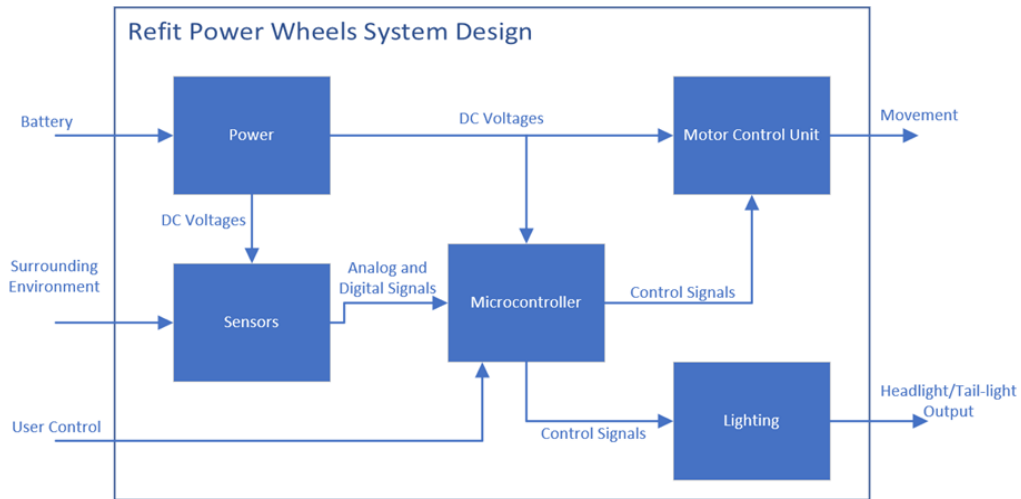 Refit Power Wheels System Design
Battery
Power
DC Voltages
Motor Control Unit
Movement
DC Voltages
Surrounding
Environment
Sensors
Analog and
Digital Signals
Microcontroller
Control Signals
User Control
Control Signals
Lighting
Headlight/Tail-light
Output